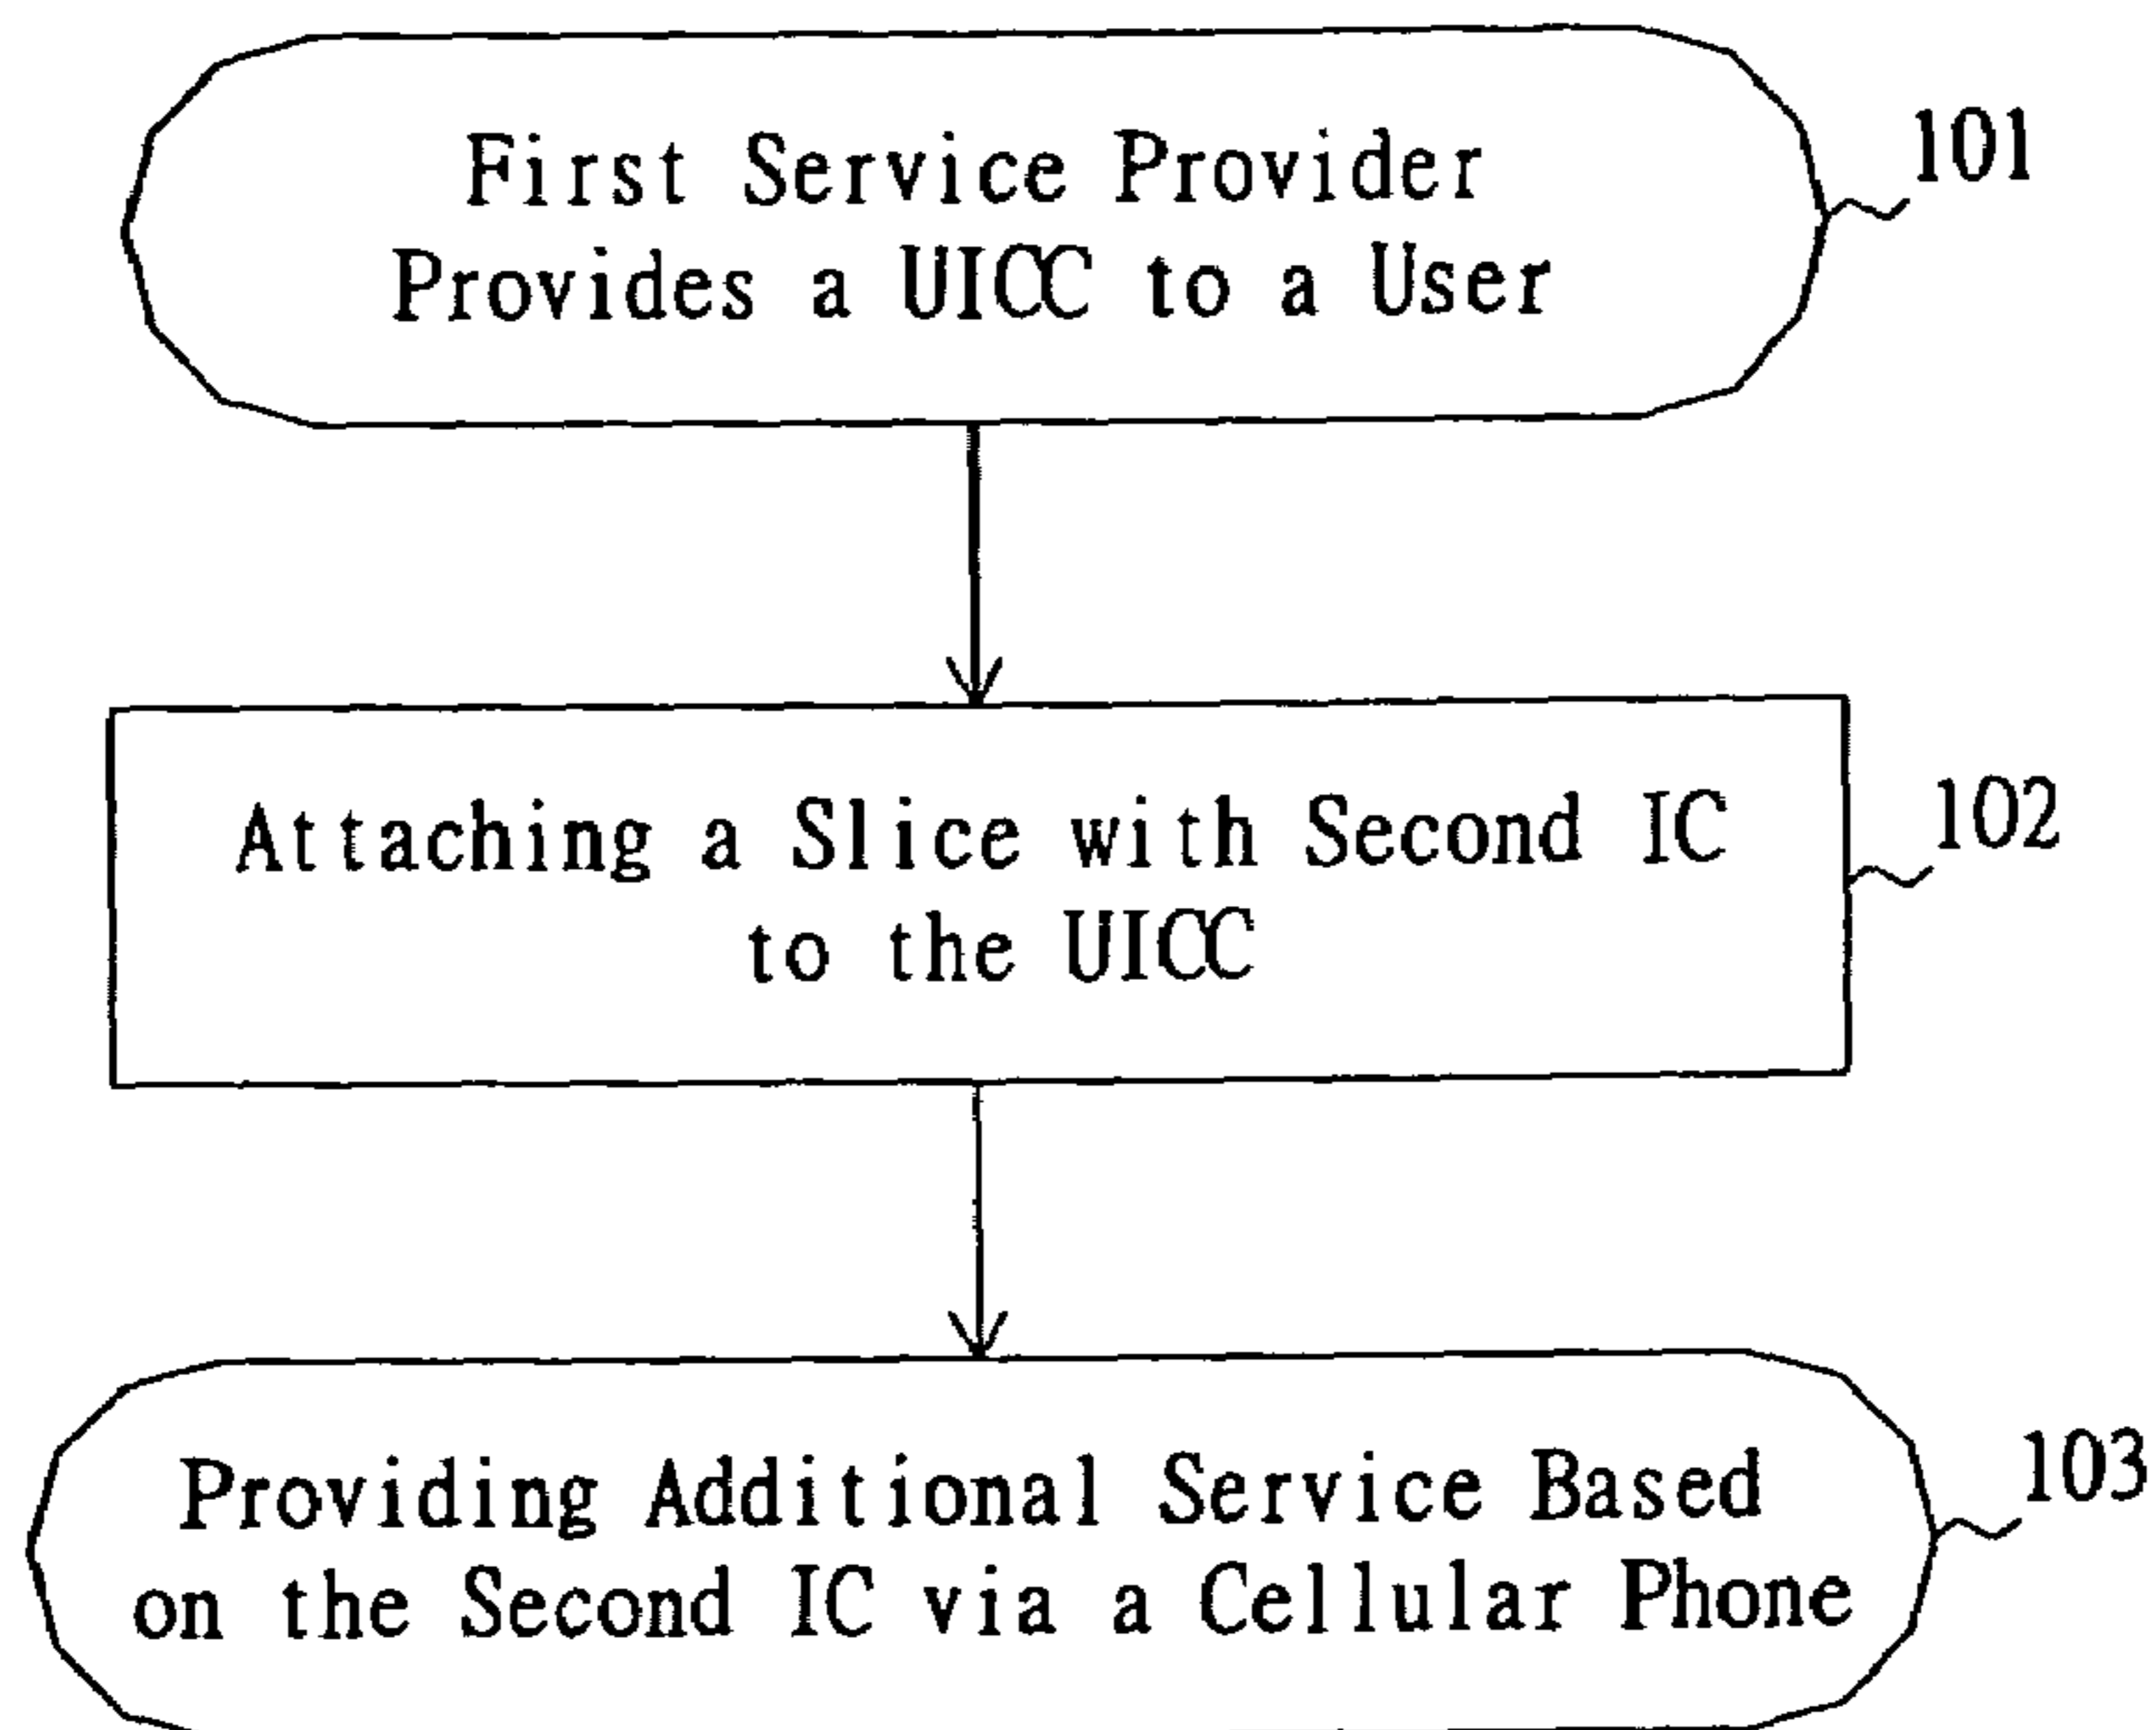 First Service Provider
Provides a UICC to a User
101
Attaching a Slice with Second IC
to the UICC
102
Providing Additional Service Based
on the Second IC via a Cellular Phone
103